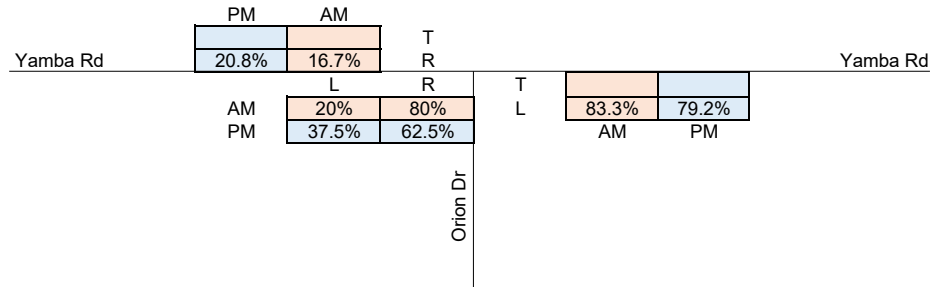 PM AM
T
Yamba Rd 20.8% 16.7% R Yamba Rd
L R T
AM 20% 80% L 83.3% 79.2%
PM 37.5% 62.5% AM PM
Orion Dr